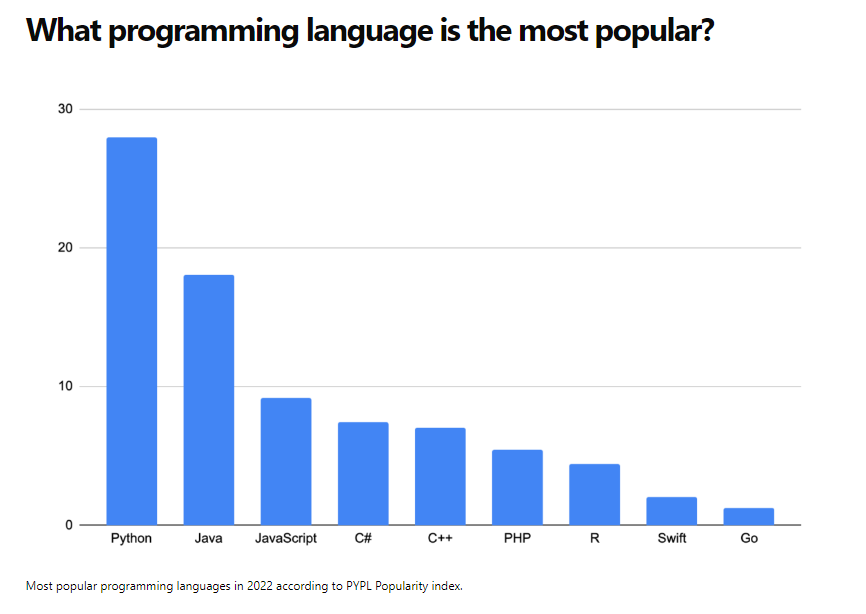 What programming language is the most popular?
30
20
10
0
Python Java JavaScript C# C++ PHP R Swift Go
Most popular programming languages in 2022 according to PYPL Popularity index.